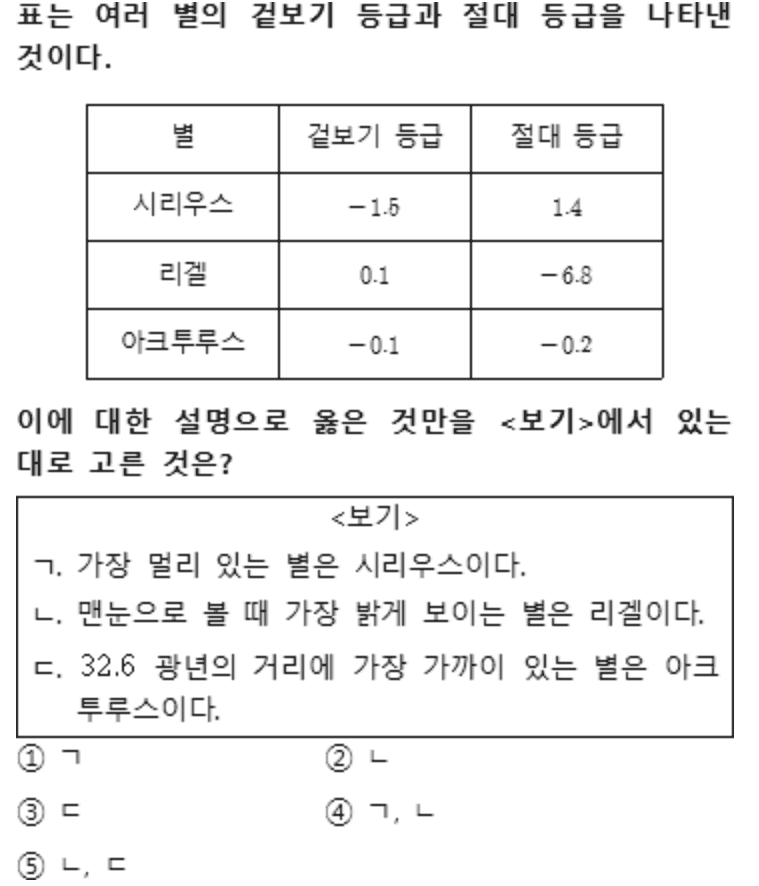 표는 여러 별의 겉보기 등급과 절대 등급을 나타낸
것이다.
별 겉보기 등급 절대 등급
시리우스 -1.5 1.4
리겔 0.1 -6.8
아크투루스 -0.1 -0.2
이에 대한 설명으로 옳은 것만을 <보기>에서 있는
대로 고른 것은?
<보기>
ㄱ. 가장 멀리 있는 별은 시리우스이다.
ㄴ. 맨눈으로 볼 때 가장 밝게 보이는 별은 리겔이다.
ㄷ. 32.6 광년의 거리에 가장 가까이 있는 별은 아크
투루스이다.
① ㄱ ② ㄴ
③ ㄷ ④ ㄱ, ㄴ
⑤ ㄴ, ㄷ